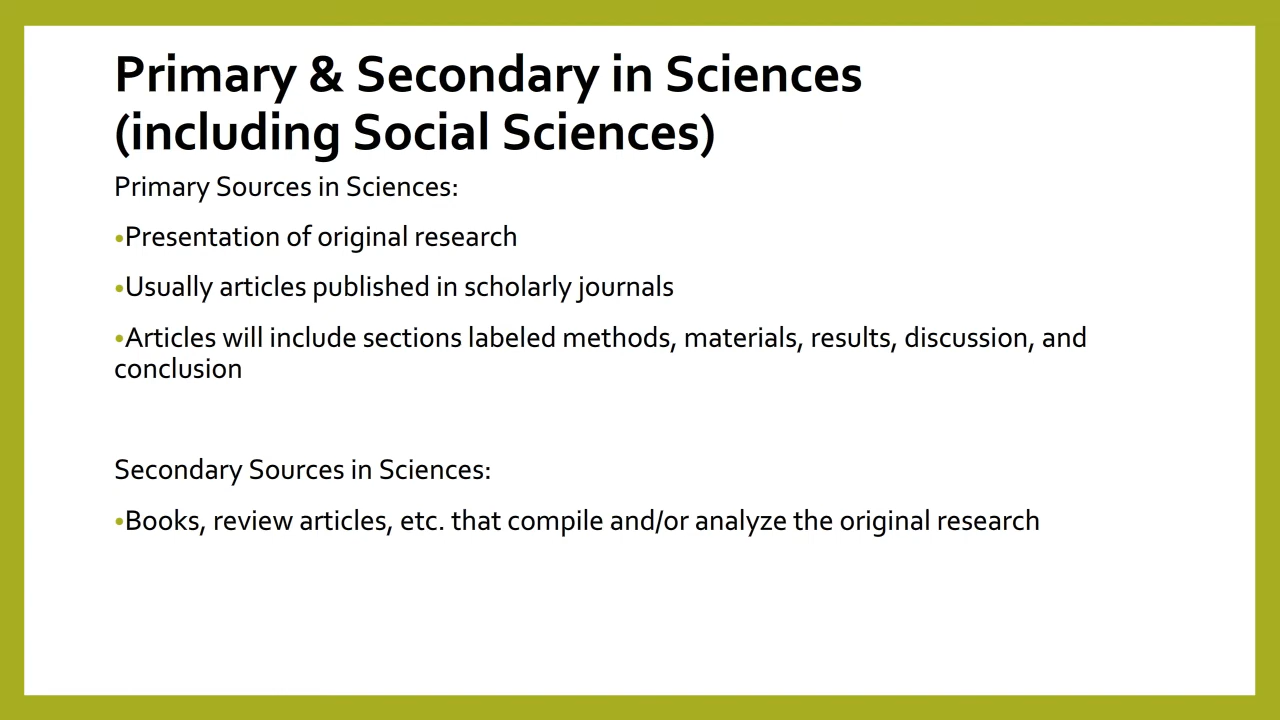 Primary & Secondary in Sciences
(including Social Sciences)
Primary Sources in Sciences:
•Presentation of original research
•Usually articles published in scholarly journals
•Articles will include sections labeled methods, materials, results, discussion, and
conclusion
Secondary Sources in Sciences:
•Books, review articles, etc. that compile and/or analyze the original research